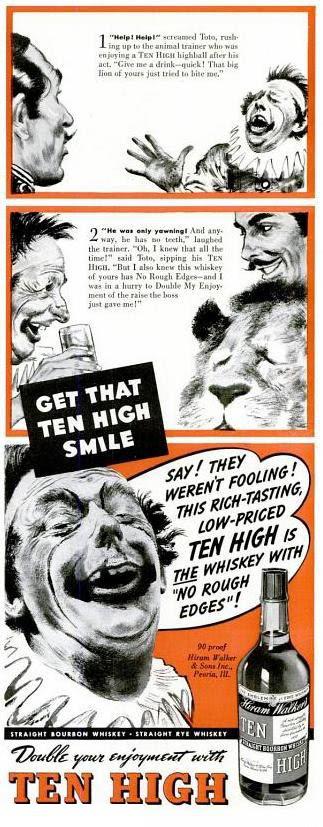 1 "Help! Help!" screamed Toto, rush-
ing up to the animal trainer who was
enjoying a TEN HIGH highball after his
act. "Give me a drink—quick! That big
lion of yours just tried to bite me."
2 "He was only yawning! And any-
way, he has no teeth," laughed
the trainer. "Oh, I knew that all the
time!" said Toto, sipping his TEN
HIGH. "But I also knew this whiskey
of yours has No Rough Edges—and I
was in a hurry to Double My Enjoy-
ment of the raise the boss
just gave me!"
GET THAT
TEN HIGH
SMILE
SAY! THEY
WEREN'T FOOLING!
THIS RICH-TASTING,
LOW-PRICED
TEN HIGH IS
THE WHISKEY WITH
"NO ROUGH
EDGES"!
90 proof
Hiram Walker
& Sons Inc.,
Peoria, Ill.
Hiram Walker's
TEN
STRAIGHT BOURBON WHISKEY
HIGH
STRAIGHT BOURBON WHISKEY • STRAIGHT RYE WHISKEY
Double your enjoyment with
TEN HIGH